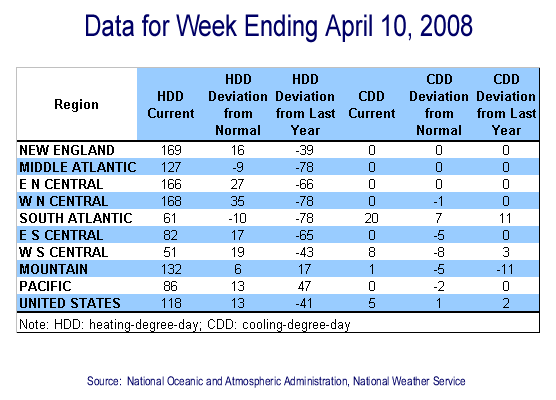 Data for Week Ending April 10, 2008
Region HDD Current HDD Deviation from Normal HDD Deviation from Last Year CDD Current CDD Deviation from Normal CDD Deviation from Last Year
NEW ENGLAND 169 16 -39 0 0 0
MIDDLE ATLANTIC 127 -9 -78 0 0 0
E N CENTRAL 166 27 -66 0 0 0
W N CENTRAL 168 35 -78 0 -1 0
SOUTH ATLANTIC 61 -10 -78 20 7 11
E S CENTRAL 82 17 -65 0 -5 0
W S CENTRAL 51 19 -43 8 -8 3
MOUNTAIN 132 6 17 1 -5 -11
PACIFIC 86 13 47 0 -2 0
UNITED STATES 118 13 -41 5 1 2
Note: HDD: heating-degree-day; CDD: cooling-degree-day
Source: National Oceanic and Atmospheric Administration, National Weather Service